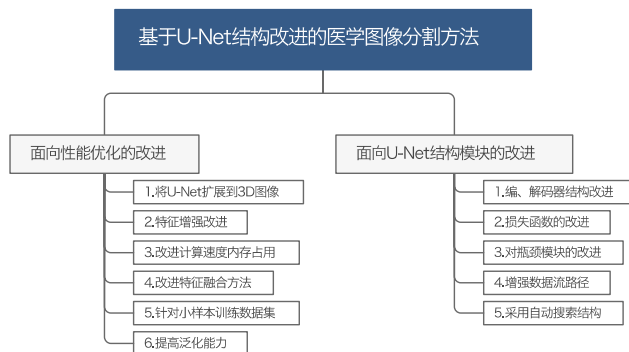 基于U-Net结构改进的医学图像分割方法
面向性能优化的改进
1.将U-Net扩展到3D图像
2.特征增强改进
3.改进计算速度内存占用
4.改进特征融合方法
5.针对小样本训练数据集
6.提高泛化能力
面向U-Net结构模块的改进
1.编、解码器结构改进
2.损失函数的改进
3.对瓶颈模块的改进
4.增强数据流路径
5.采用自动搜索结构